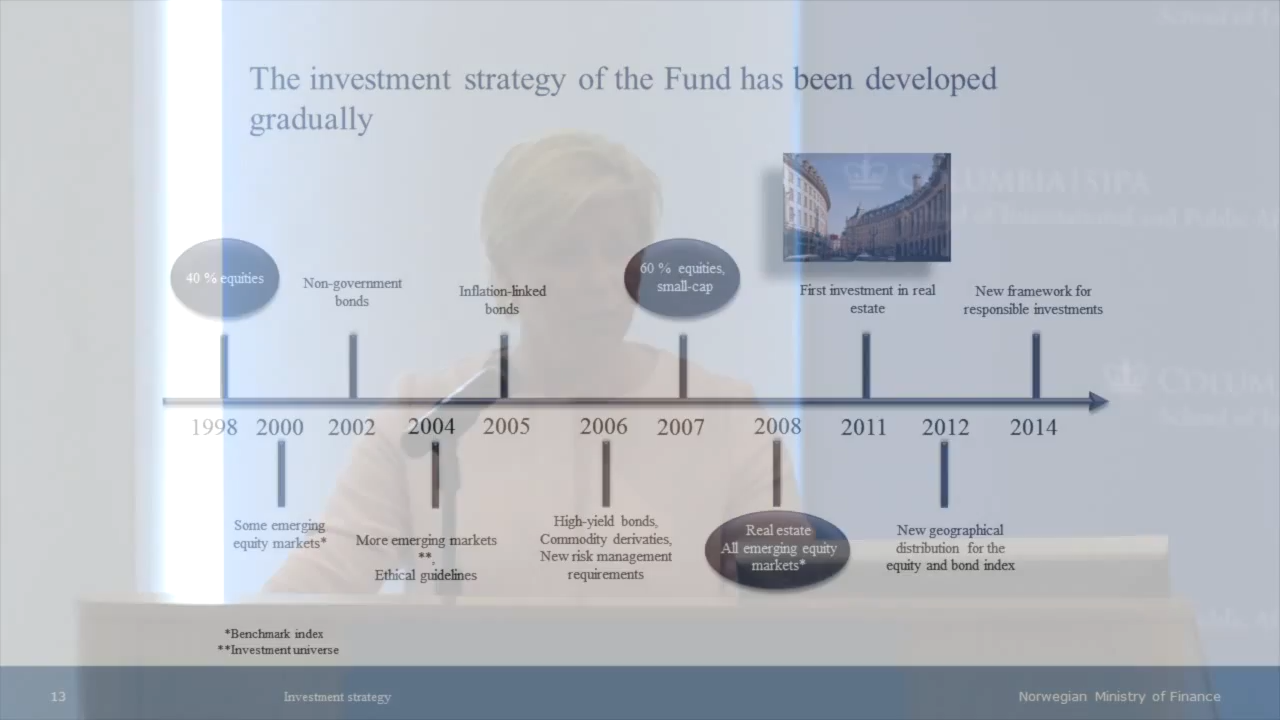 The investment strategy of the Fund has been developed
gradually
COLUMBIA | SIPA
40 % equities
Non-government
bonds
Inflation-linked
bonds
60 % equities,
small-cap
First investment in real
estate
New framework for
responsible investments
1998 2000 2002 2004 2005 2006 2007 2008 2011 2012 2014
Some emerging
equity markets*
More emerging markets
**,
Ethical guidelines
High-yield bonds,
Commodity derivaties,
New risk management
requirements
Real estate
All emerging equity
markets*
New geographical
distribution for the
equity and bond index
*Benchmark index
**Investment universe
13
Investment strategy
Norwegian Ministry of Finance